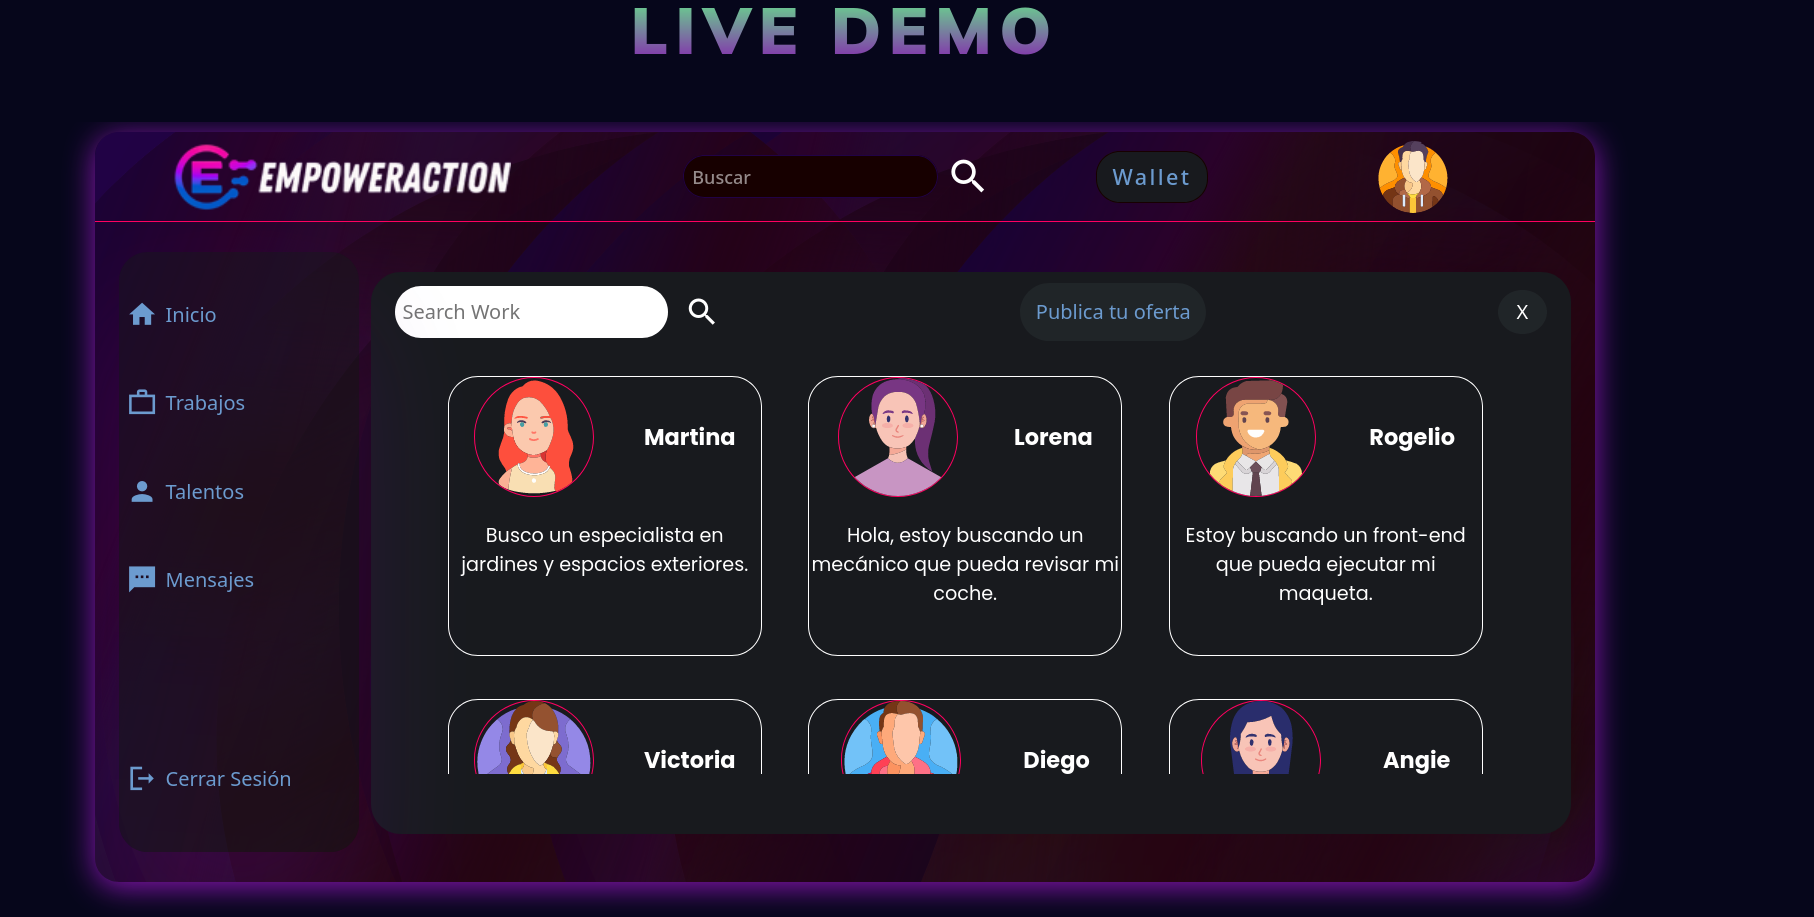 LIVE DEMO
EMPOWERACTION
Buscar
Wallet
Inicio
Trabajos
Talentos
Mensajes
Cerrar Sesión
Search Work
Publica tu oferta
X
Martina
Busco un especialista en
jardines y espacios exteriores.
Lorena
Hola, estoy buscando un
mecánico que pueda revisar mi
coche.
Rogelio
Estoy buscando un front-end
que pueda ejecutar mi
maqueta.
Victoria
Diego
Angie